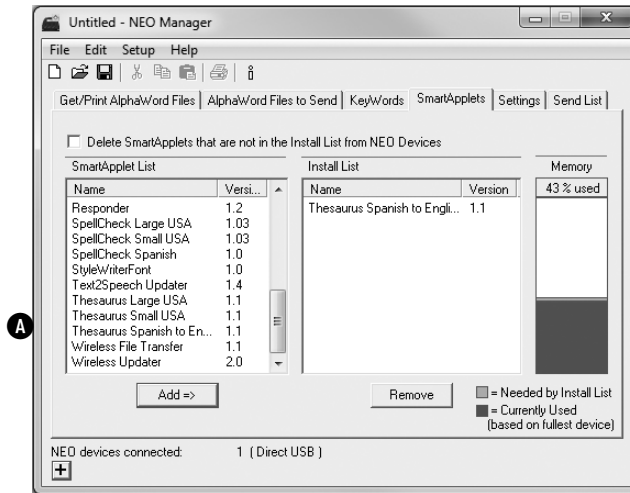 Untitled - NEO Manager
File Edit Setup Help
Get/Print AlphaWord Files AlphaWord Files to Send KeyWords SmartApplets Settings Send List
Delete SmartApplets that are not in the Install List from NEO Devices
SmartApplet List Install List Memory
Name Versi... Name Version 43 % used
Responder 1.2 Thesaurus Spanish to Engli... 1.1
SpellCheck Large USA 1.03
SpellCheck Small USA 1.03
SpellCheck Spanish 1.0
StyleWriterFont 1.0
Text2Speech Updater 1.4
Thesaurus Large USA 1.1
Thesaurus Small USA 1.1
A
Thesaurus Spanish to En... 1.1
Wireless File Transfer 1.1
Wireless Updater 2.0
Add => Remove = Needed by Install List
= Currently Used
(based on fullest device)
NEO devices connected: 1 ( Direct USB )